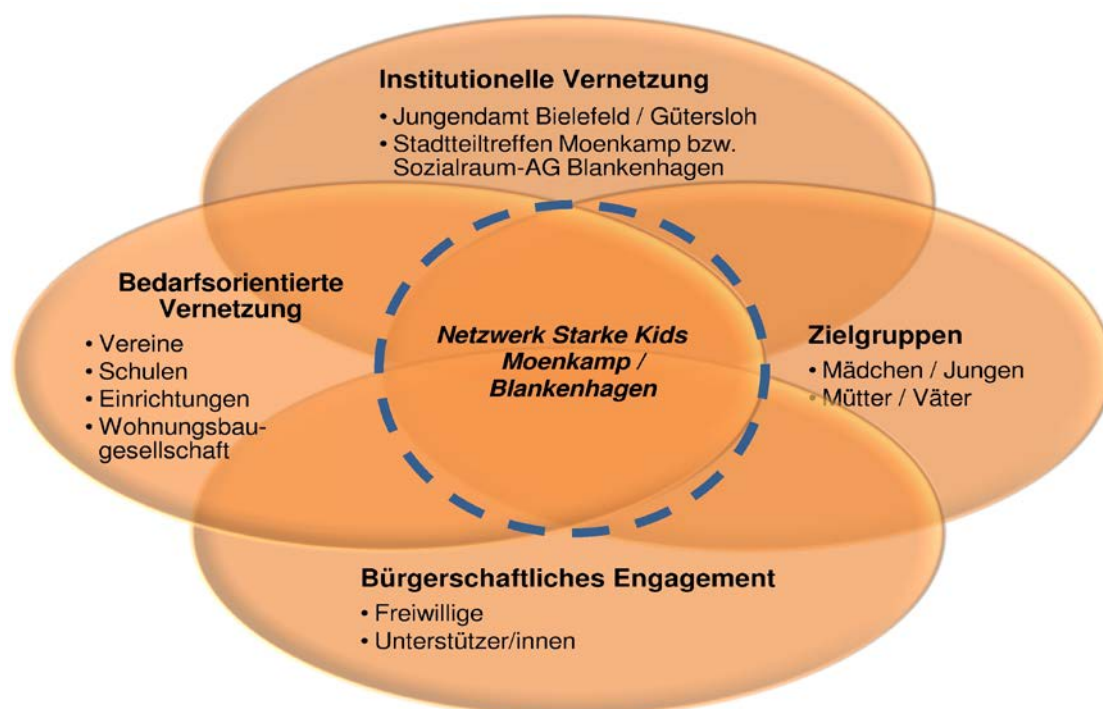 Institutionelle Vernetzung
• Jungendamt Bielefeld / Gütersloh
• Stadtteiltreffen Moenkamp bzw.
Sozialraum-AG Blankenhagen
Bedarfsorientierte
Vernetzung
• Vereine
• Schulen
• Einrichtungen
• Wohnungsbau-
gesellschaft
Netzwerk Starke Kids
Moenkamp /
Blankenhagen
Zielgruppen
• Mädchen / Jungen
• Mütter / Väter
Bürgerschaftliches Engagement
• Freiwillige
• Unterstützer/innen